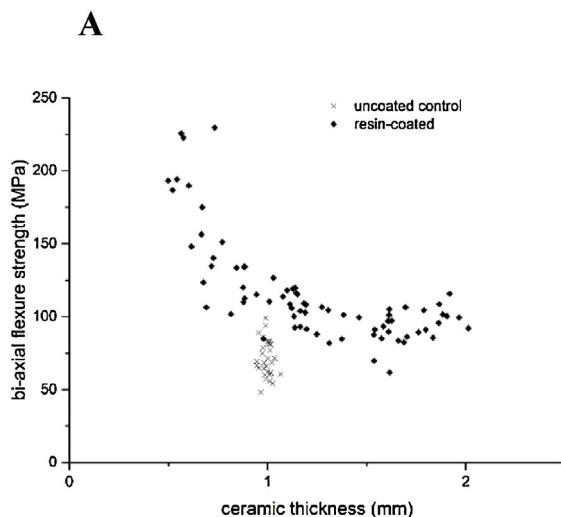 A
250
200
150
100
50
0
bi-axial flexure strength (MPa)
uncoated control
resin-coated
0
1
2
ceramic thickness (mm)